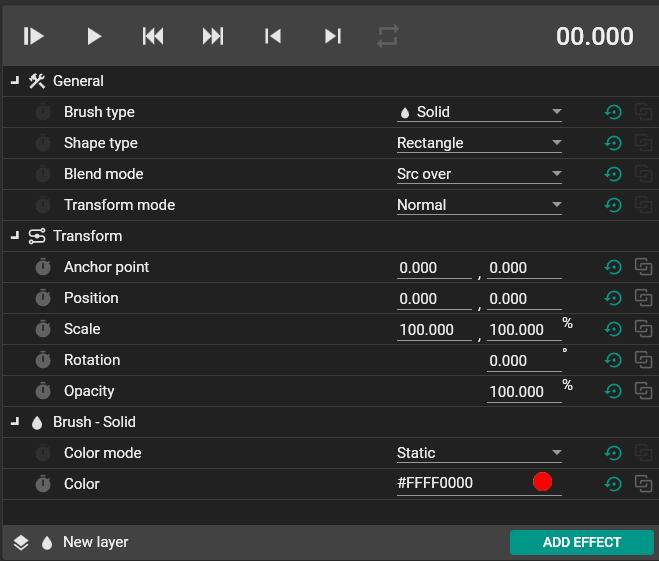 00.000
General
Brush type Solid
Shape type Rectangle
Blend mode Src over
Transform mode Normal
Transform
Anchor point 0.000 , 0.000
Position 0.000 , 0.000
Scale 100.000 , 100.000 %
Rotation 0.000 °
Opacity 100.000 %
Brush - Solid
Color mode Static
Color #FFFF0000
New layer ADD EFFECT